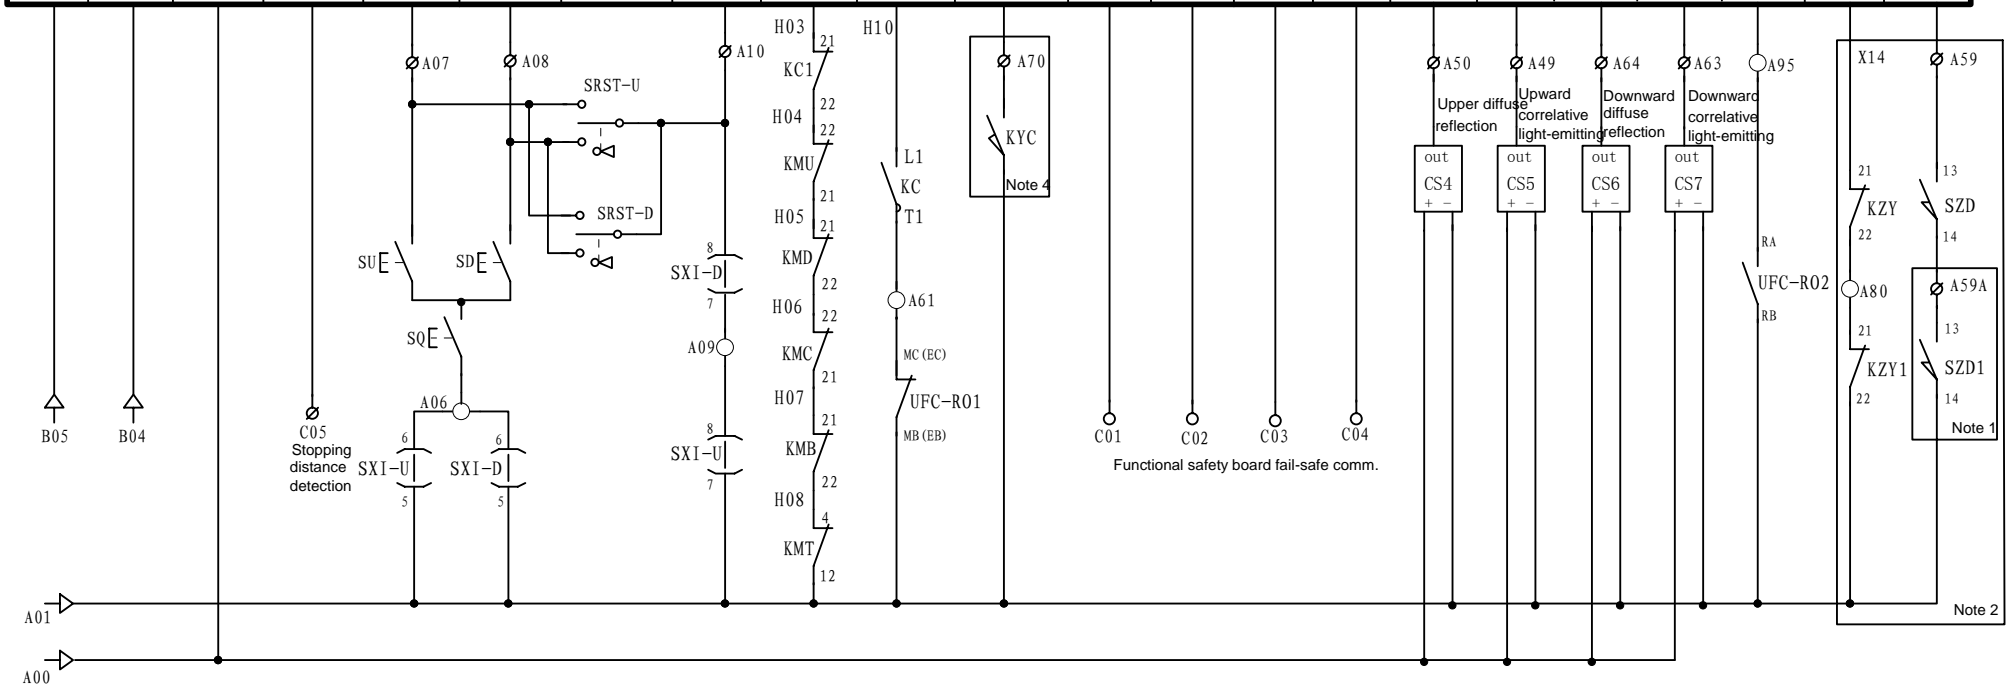 B05
B04
C05
Stopping
distance
detection
A07
A08
SRST-U
SRST-D
SU
SD
SQ
A06
6
SXI-U
5
6
SXI-D
5
A10
8
SXI-D
7
A09
8
SXI-U
7
H03
21
KC1
22
H04
22
KMU
21
H05
21
KMD
22
H06
22
KMC
21
H07
21
KMB
22
H08
4
KMT
12
H10
L1
KC
T1
A61
MC(EC)
UFC-RO1
MB(EB)
A70
KYC
Note 4
C01
C02
C03
C04
Functional safety board fail-safe comm.
A50
Upper diffuse
reflection
out
CS4
+ -
A49
Upward
correlative
light-emitting
out
CS5
+ -
A64
Downward
diffuse
reflection
out
CS6
+ -
A63
Downward
correlative
light-emitting
out
CS7
+ -
A95
RA
UFC-RO2
RB
X14
21
KZY
22
A80
21
KZY1
22
A59
13
SZD
14
A59A
13
SZD1
14
Note 1
Note 2
A01
A00